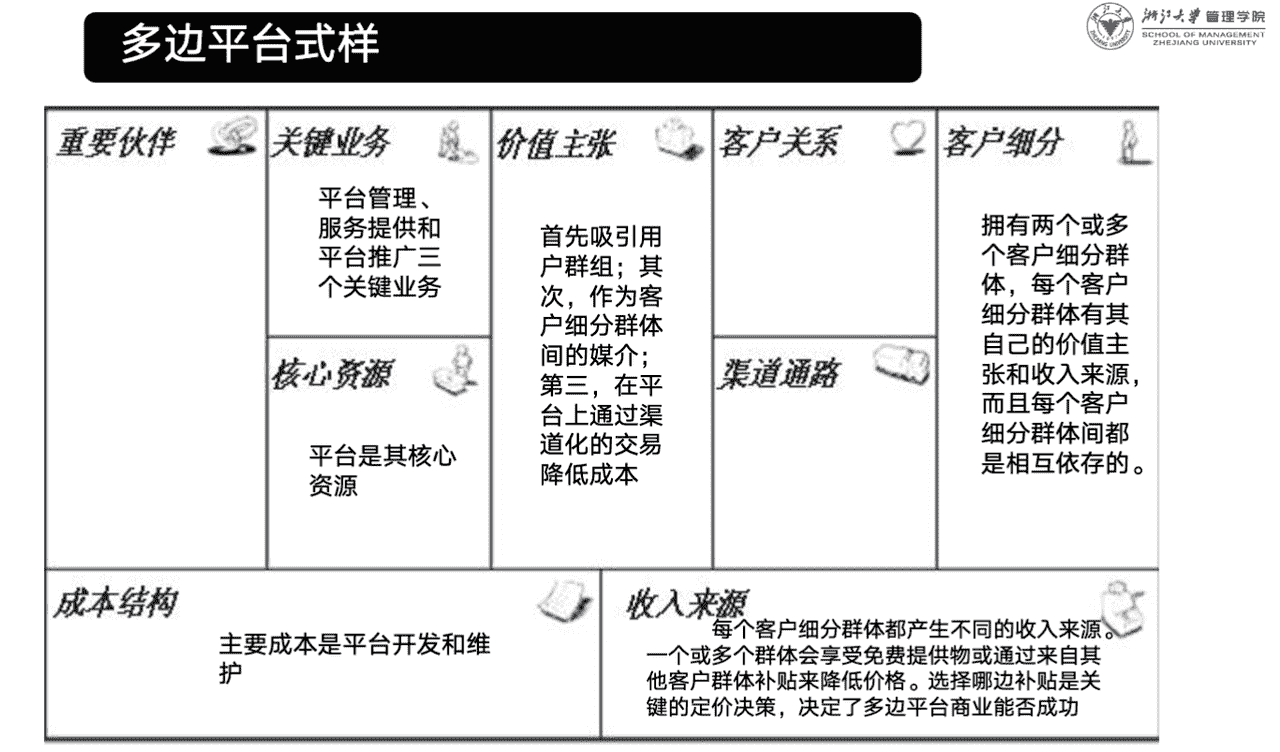 多边平台式样
浙江大学 管理学院
SCHOOL OF MANAGEMENT
ZHEJIANG UNIVERSITY
重要伙伴
关键业务
平台管理、
服务提供和
平台推广三
个关键业务
核心资源
平台是其核心
资源
价值主张
首先吸引用
户群组；其
次，作为客
户细分群体
间的媒介；
第三，在平
台上通过渠
道化的交易
降低成本
客户关系
渠道通路
客户细分
拥有两个或多
个客户细分群
体，每个客户
细分群体有其
自己的价值主
张和收入来源，
而且每个客户
细分群体间都
是相互依存的。
成本结构
主要成本是平台开发和维
护
收入来源
每个客户细分群体都产生不同的收入来源。
一个或多个群体会享受免费提供物或通过来自其
他客户群体补贴来降低价格。选择哪边补贴是关
键的定价决策，决定了多边平台商业能否成功